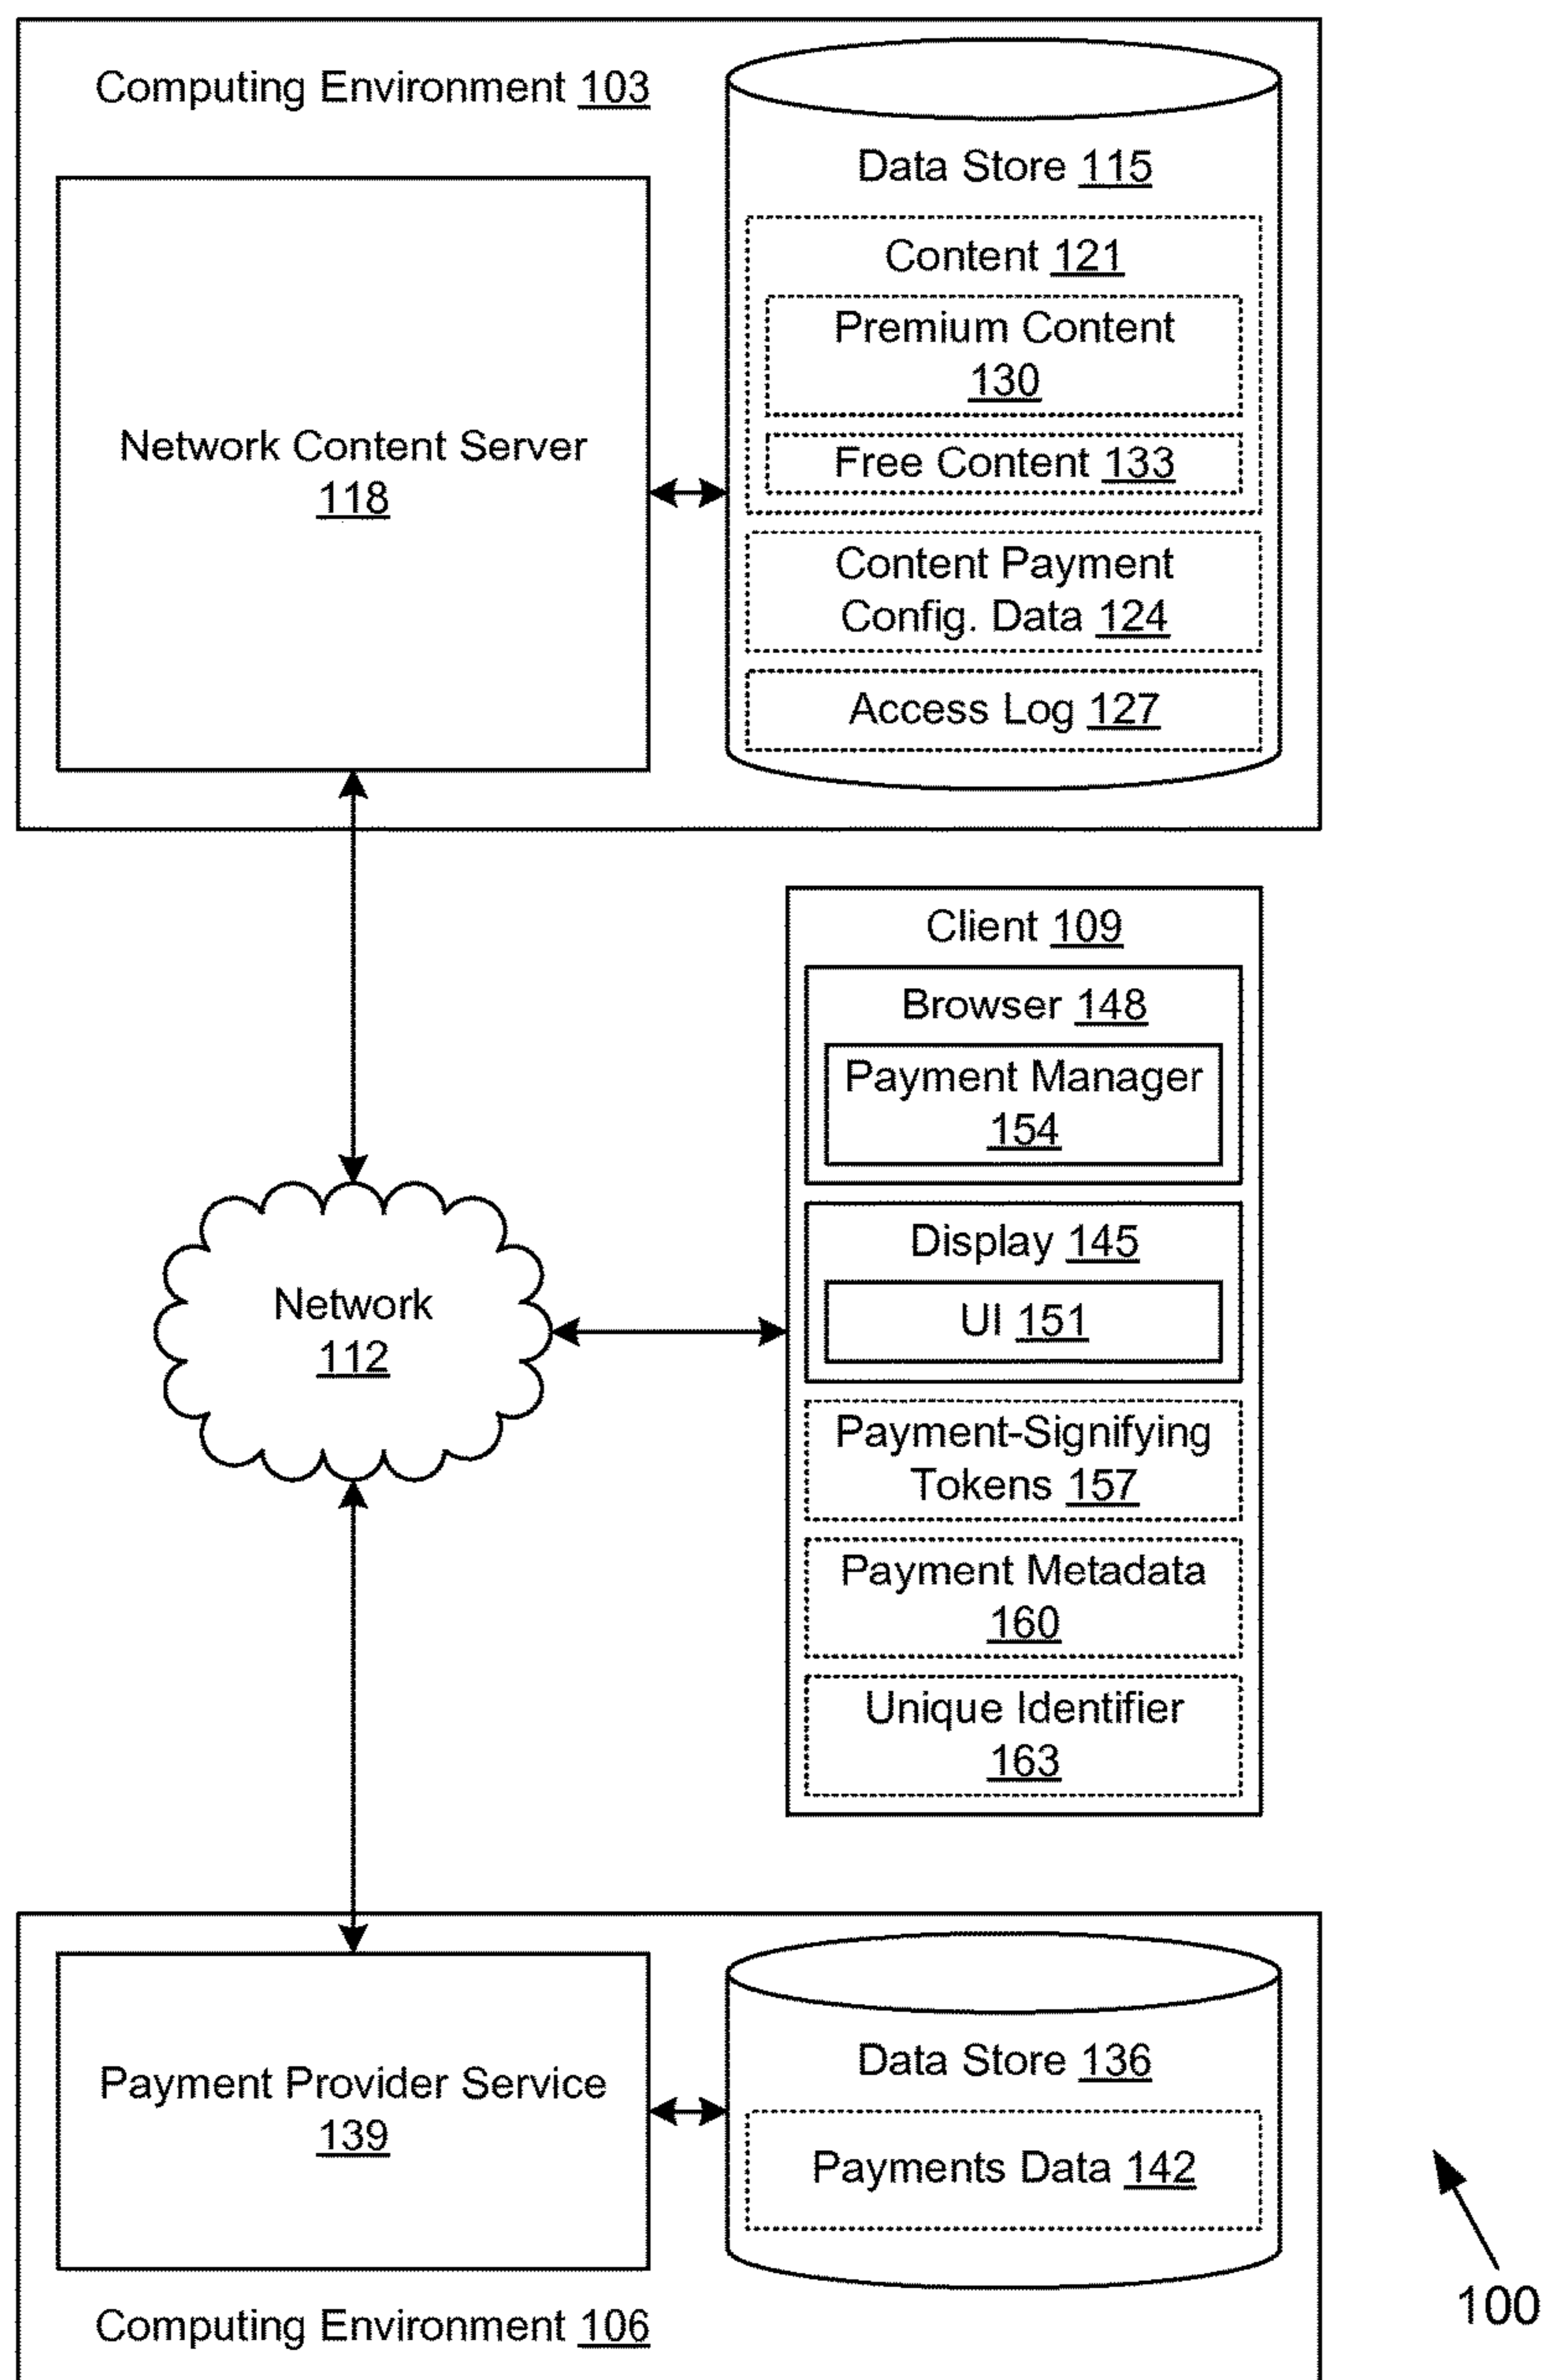 Computing Environment 103
Data Store 115
Content 121
Premium Content
130
Free Content 133
Content Payment
Config. Data 124
Access Log 127
Network Content Server
118
Client 109
Browser 148
Payment Manager
154
Display 145
UI 151
Payment-Signifying
Tokens 157
Payment Metadata
160
Unique Identifier
163
Network
112
Payment Provider Service
139
Data Store 136
Payments Data 142
Computing Environment 106
100